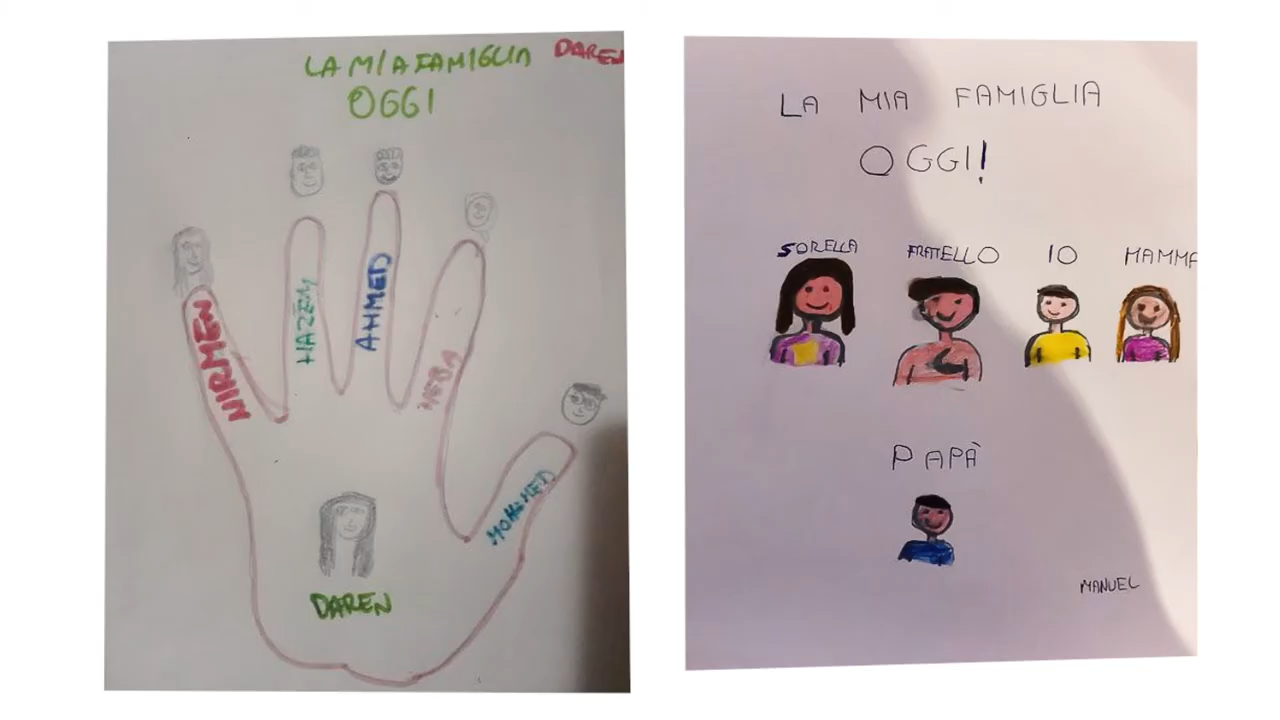 LA MIA FAMIGLIA DAREN
OGGI
NIRMEN
HAZEM
AHMED
HEBA
MOHAMED
DAREN
LA MIA FAMIGLIA
OGGI!
SORELLA FRATELLO IO MAMMA
PAPÀ
MANUEL